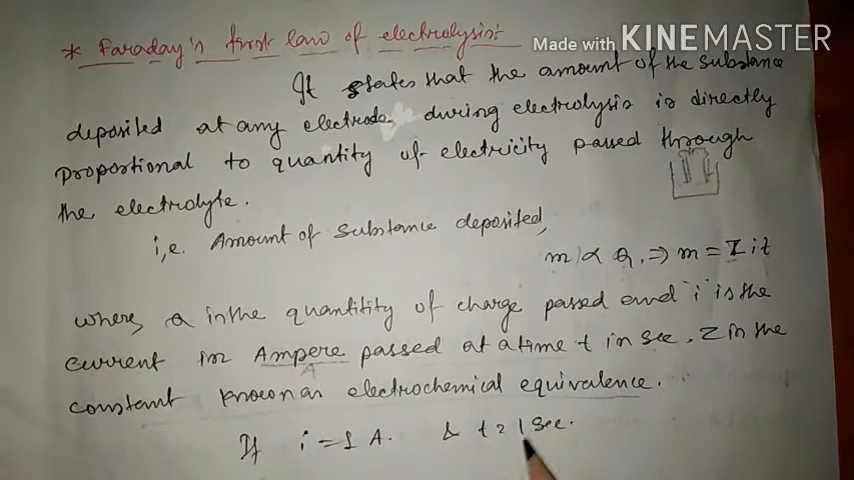 * Faraday's first law of electrolysis:
Made with KINEMASTER
It states that the amount of the substance
deposited at any electrode during electrolysis is directly
proportional to quantity of electricity passed through
the electrolyte.
i,e. Amount of substance deposited,
m ∝ Q, ⇒ m = Z i t
where, Q is the quantitity of charge passed and 'i' is the
current in Ampere passed at a time t in sec, Z is the
A
constant known as electrochemical equivalence.
If i = 1 A. & t = 1 Sec.